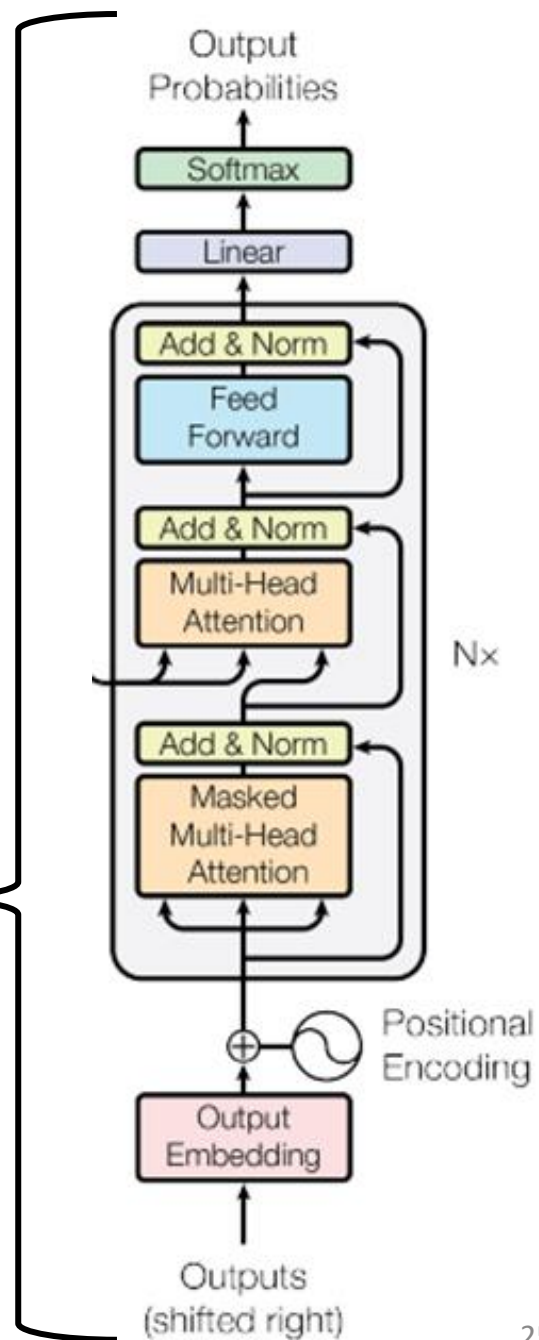 Output
Probabilities
Softmax
Linear
Add & Norm
Feed
Forward
Add & Norm
Multi-Head
Attention
N×
Add & Norm
Masked
Multi-Head
Attention
Positional
Encoding
Output
Embedding
Outputs
(shifted right)